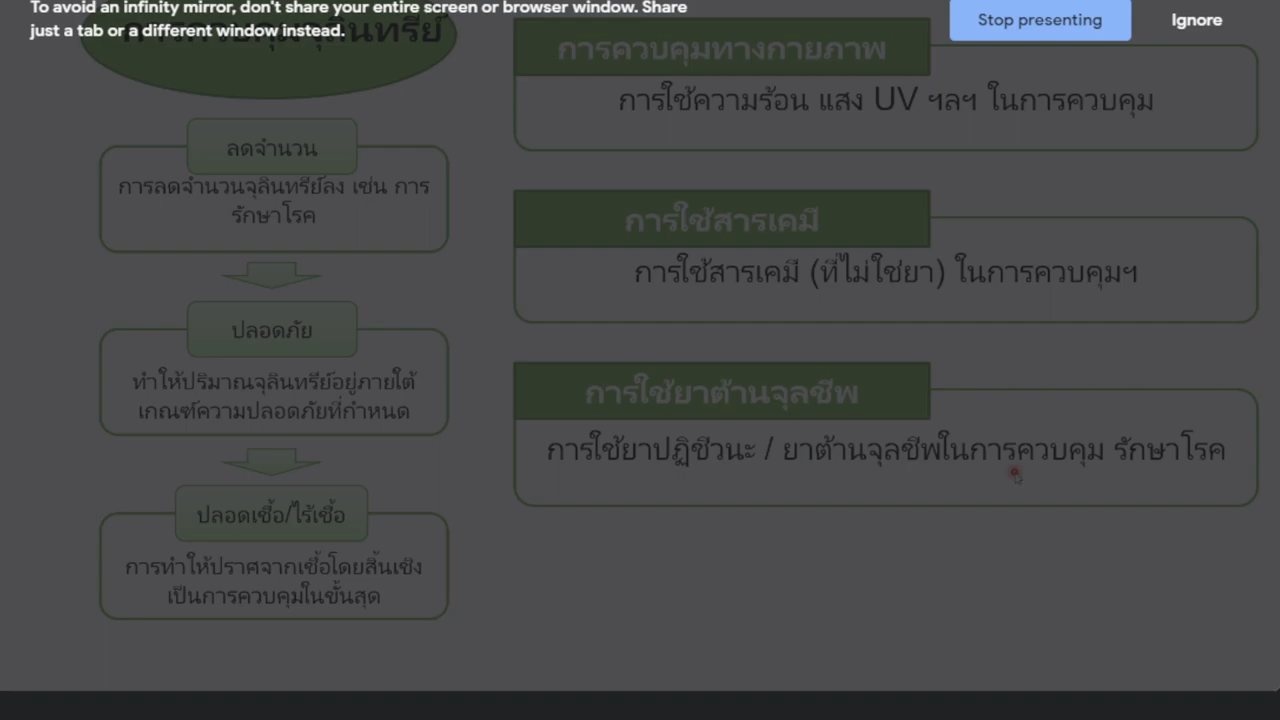 To avoid an infinity mirror, don't share your entire screen or browser window. Share
just a tab or a different window instead.
Stop presenting
Ignore
การควบคุมจุลินทรีย์
ลดจำนวน
การลดจำนวนจุลินทรีย์ลง เช่น การ
รักษาโรค
ปลอดภัย
ทำให้ปริมาณจุลินทรีย์อยู่ภายใต้
เกณฑ์ความปลอดภัยที่กำหนด
ปลอดเชื้อ/ไร้เชื้อ
การทำให้ปราศจากเชื้อโดยสิ้นเชิง
เป็นการควบคุมในขั้นสุด
การควบคุมทางกายภาพ
การใช้ความร้อน แสง UV ฯลฯ ในการควบคุม
การใช้สารเคมี
การใช้สารเคมี (ที่ไม่ใช่ยา) ในการควบคุมฯ
การใช้ยาต้านจุลชีพ
การใช้ยาปฏิชีวนะ / ยาต้านจุลชีพในการควบคุม รักษาโรค